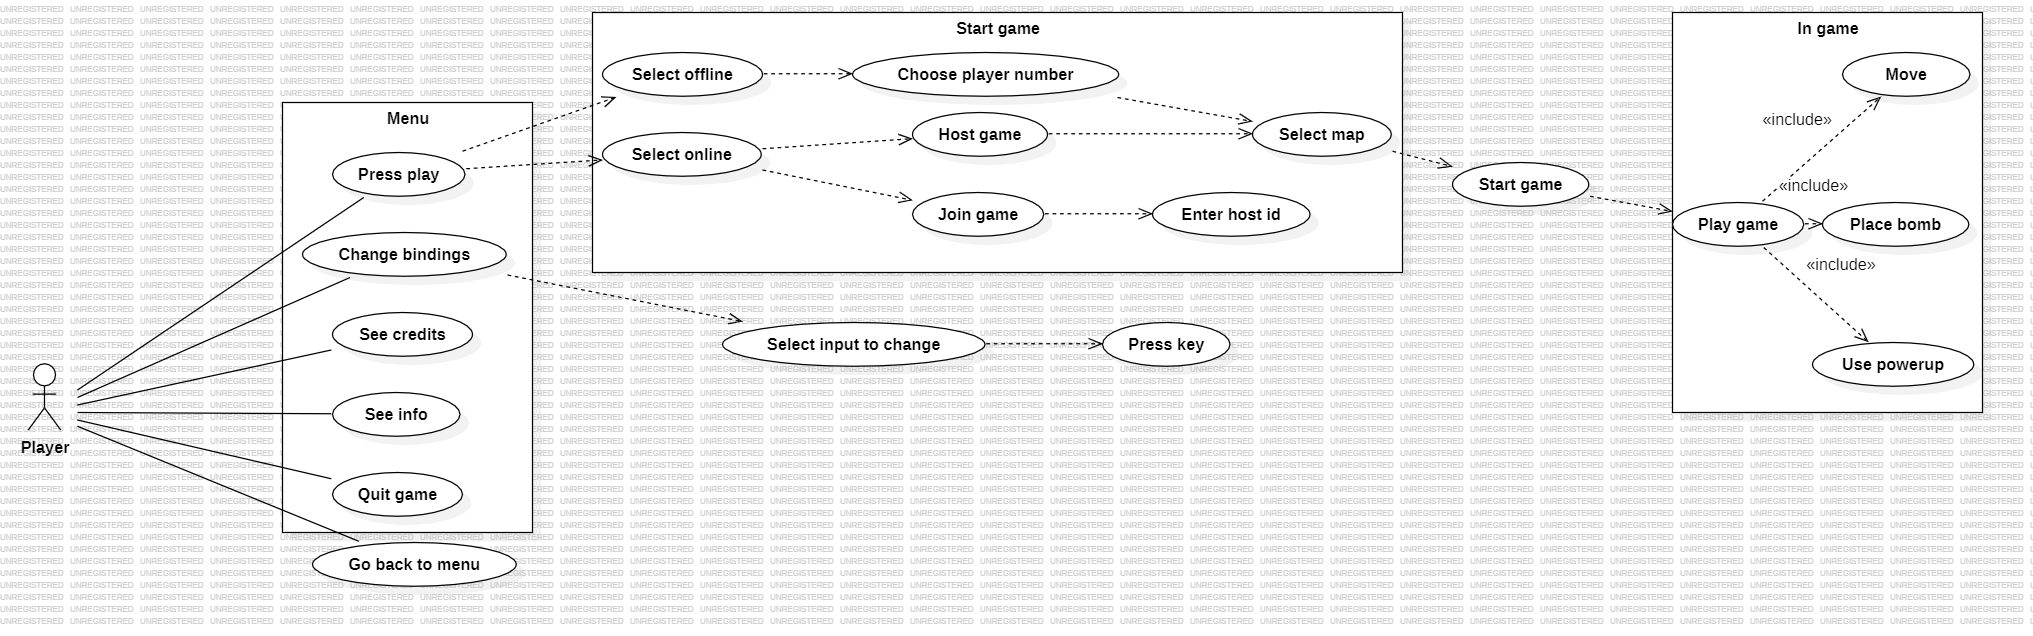 Start game
Select offline
Choose player number
Select online
Host game
Select map
Join game
Enter host id
Menu
Press play
Change bindings
See credits
See info
Quit game
Go back to menu
Player
Select input to change
Press key
Start game
In game
Move
«include»
«include»
Play game
Place bomb
«include»
Use powerup
UNREGISTERED